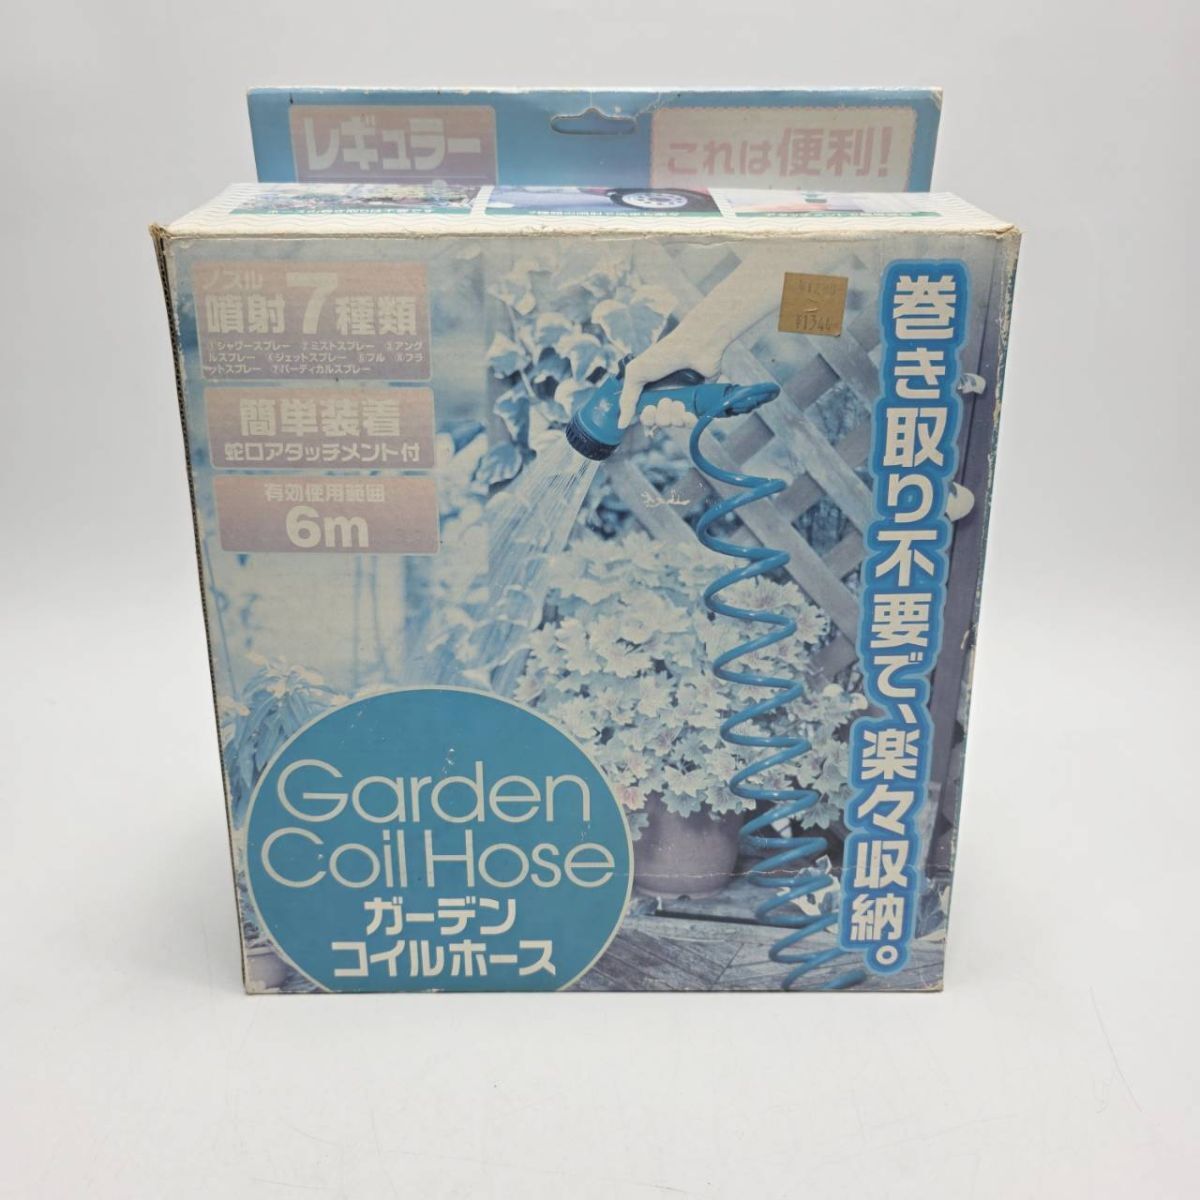 レギュラー
これは便利!
ノズル
噴射7種類
①シャワースプレー ②ミストスプレー ③アング
ルスプレー ④ジェットスプレー ⑤フル ⑥フラ
ットスプレー ⑦バーティカルスプレー
簡単装着
蛇口アタッチメント付
有効使用範囲
6m
巻き取り不要で、楽々収納。
Garden
Coil Hose
ガーデン
コイルホース